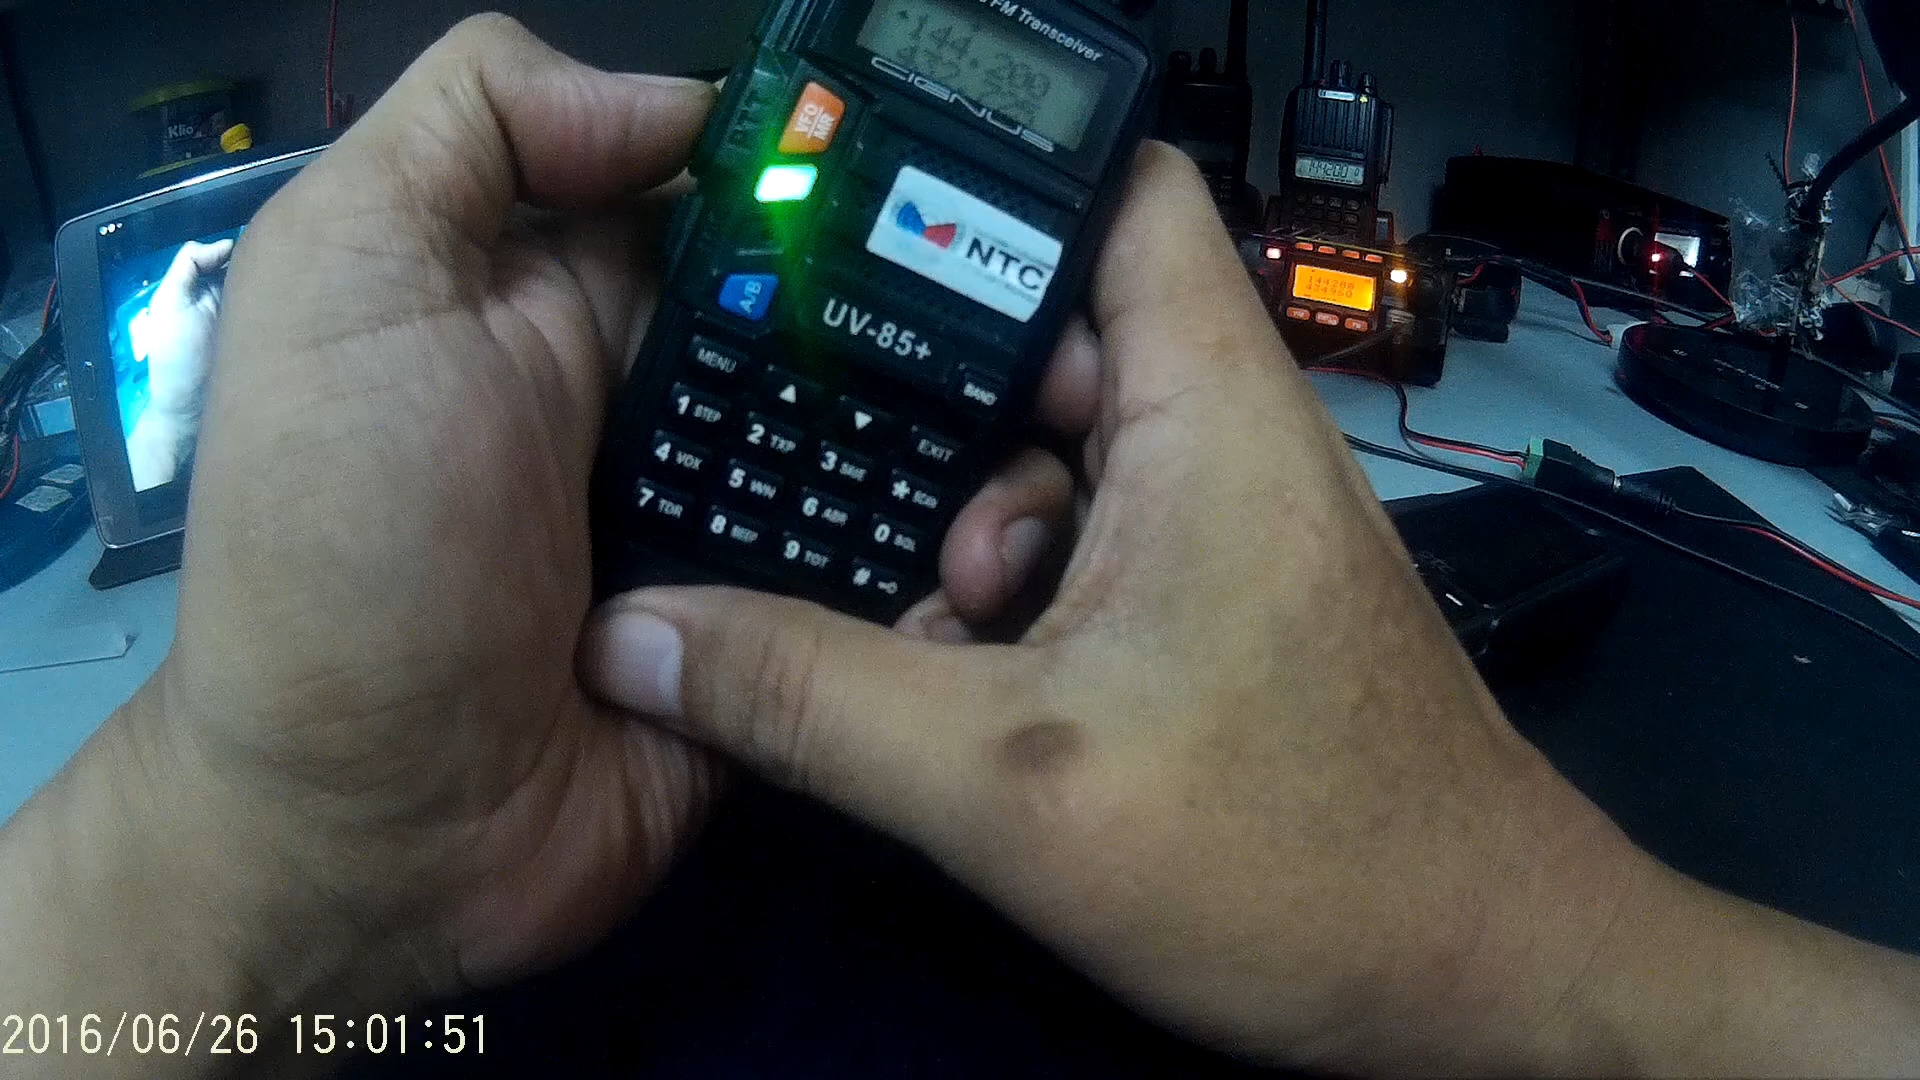 FM Transceiver
144.200
CIGNUS
VFO
MR
NTC
A/B
UV-85+
MENU
BAND
1 STEP
2 TXP
3 SAVE
EXIT
4 VOX
5 WN
6 ABR
*
7 TDR
8 BEEP
9 TOT
0 SQL
#
Klio
144200
2016/06/26 15:01:51